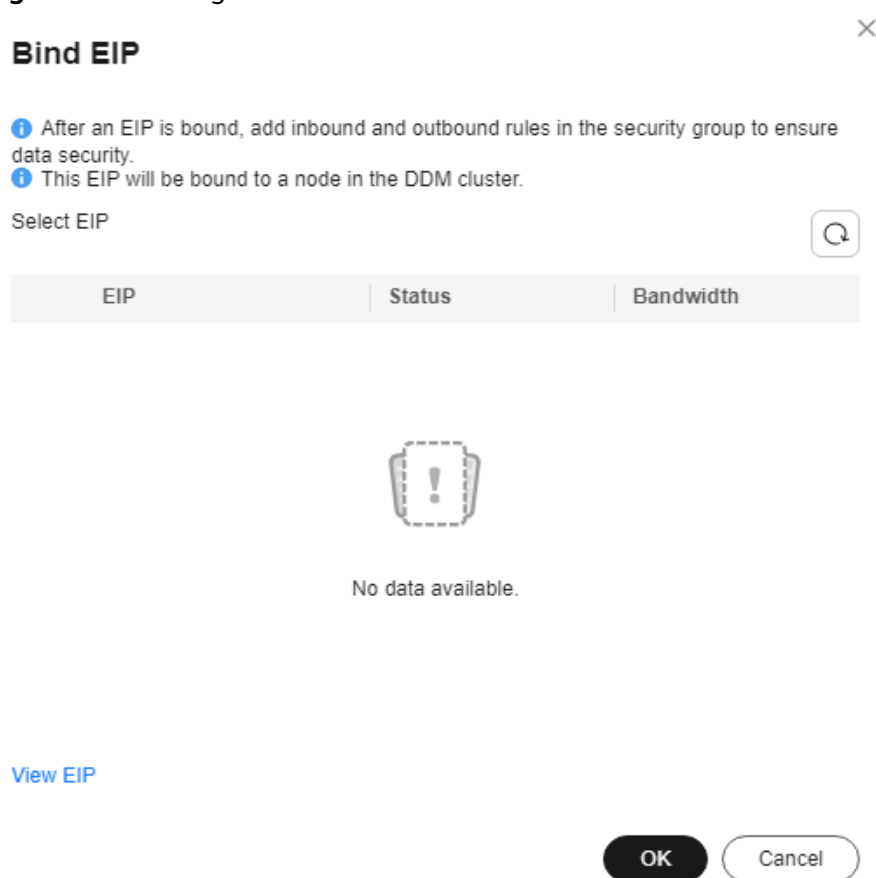 Bind EIP
After an EIP is bound, add inbound and outbound rules in the security group to ensure
data security.
This EIP will be bound to a node in the DDM cluster.
Select EIP
EIP Status Bandwidth
No data available.
View EIP
OK Cancel